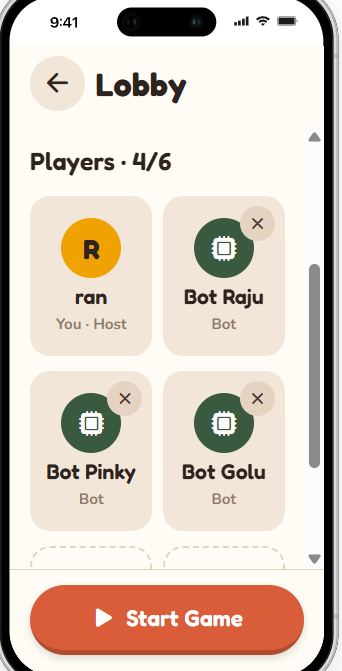 9:41
Lobby
Players · 4/6
R
ran
You · Host
Bot Raju
Bot
Bot Pinky
Bot
Bot Golu
Bot
Start Game